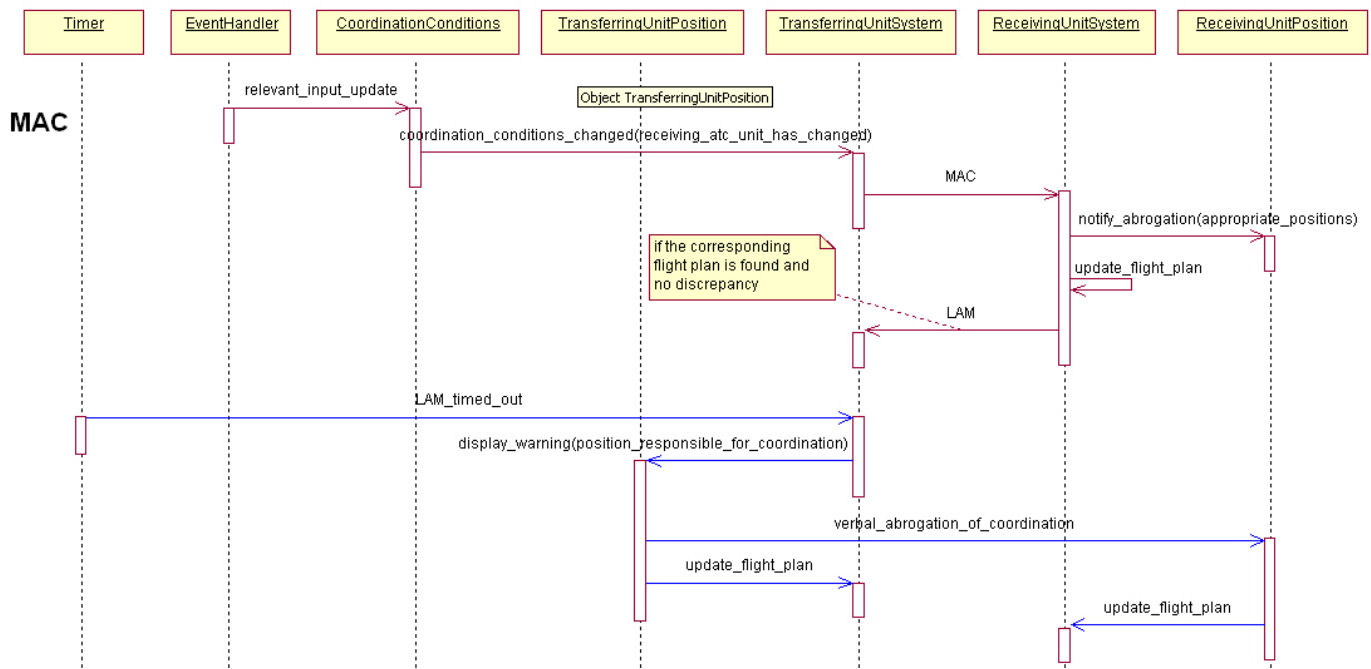 Timer
EventHandler
CoordinationConditions
TransferringUnitPosition
TransferringUnitSystem
ReceivingUnitSystem
ReceivingUnitPosition
relevant_input_update
Object TransferringUnitPosition
MAC
coordination_conditions_changed(receiving_atc_unit_has_changed)
MAC
notify_abrogation(appropriate_positions)
if the corresponding
flight plan is found and
no discrepancy
update_flight_plan
LAM
LAM_timed_out
display_warning(position_responsible_for_coordination)
verbal_abrogation_of_coordination
update_flight_plan
update_flight_plan